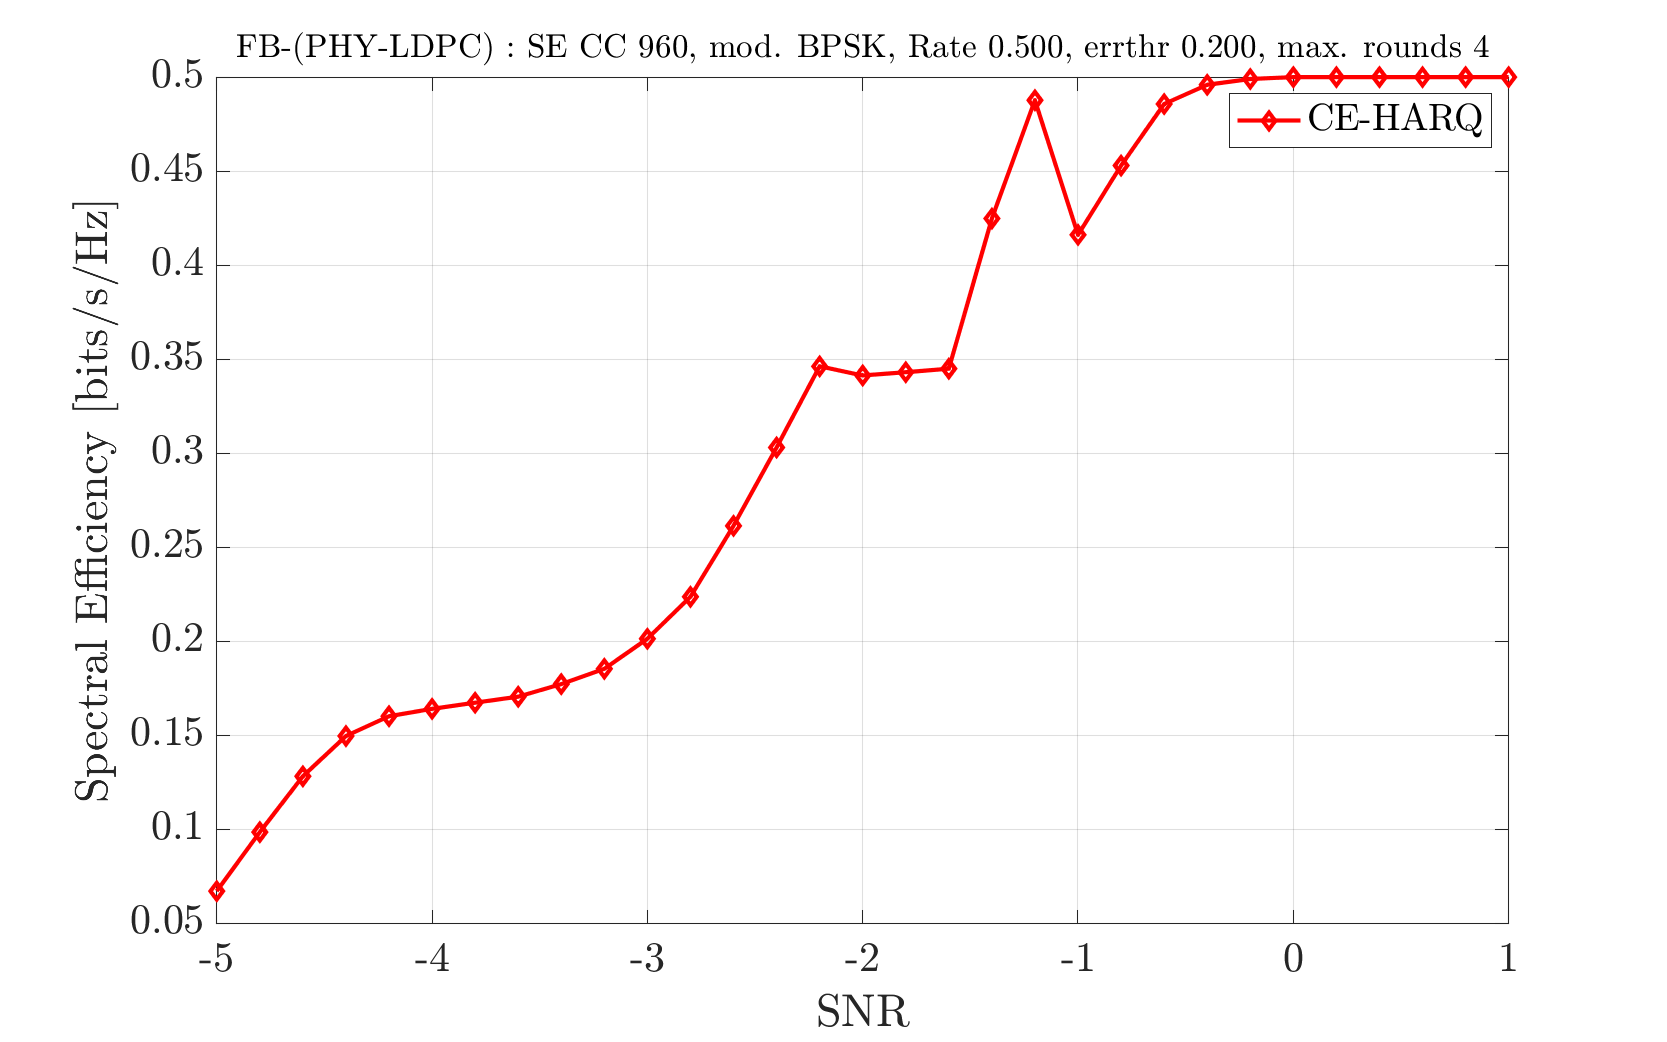 FB-(PHY-LDPC) : SE CC 960, mod. BPSK, Rate 0.500, errthr 0.200, max. rounds 4
0.5
0.45
0.4
0.35
0.3
0.25
0.2
0.15
0.1
0.05
Spectral Efficiency [bits/s/Hz]
CE-HARQ
-5 -4 -3 -2 -1 0 1
SNR